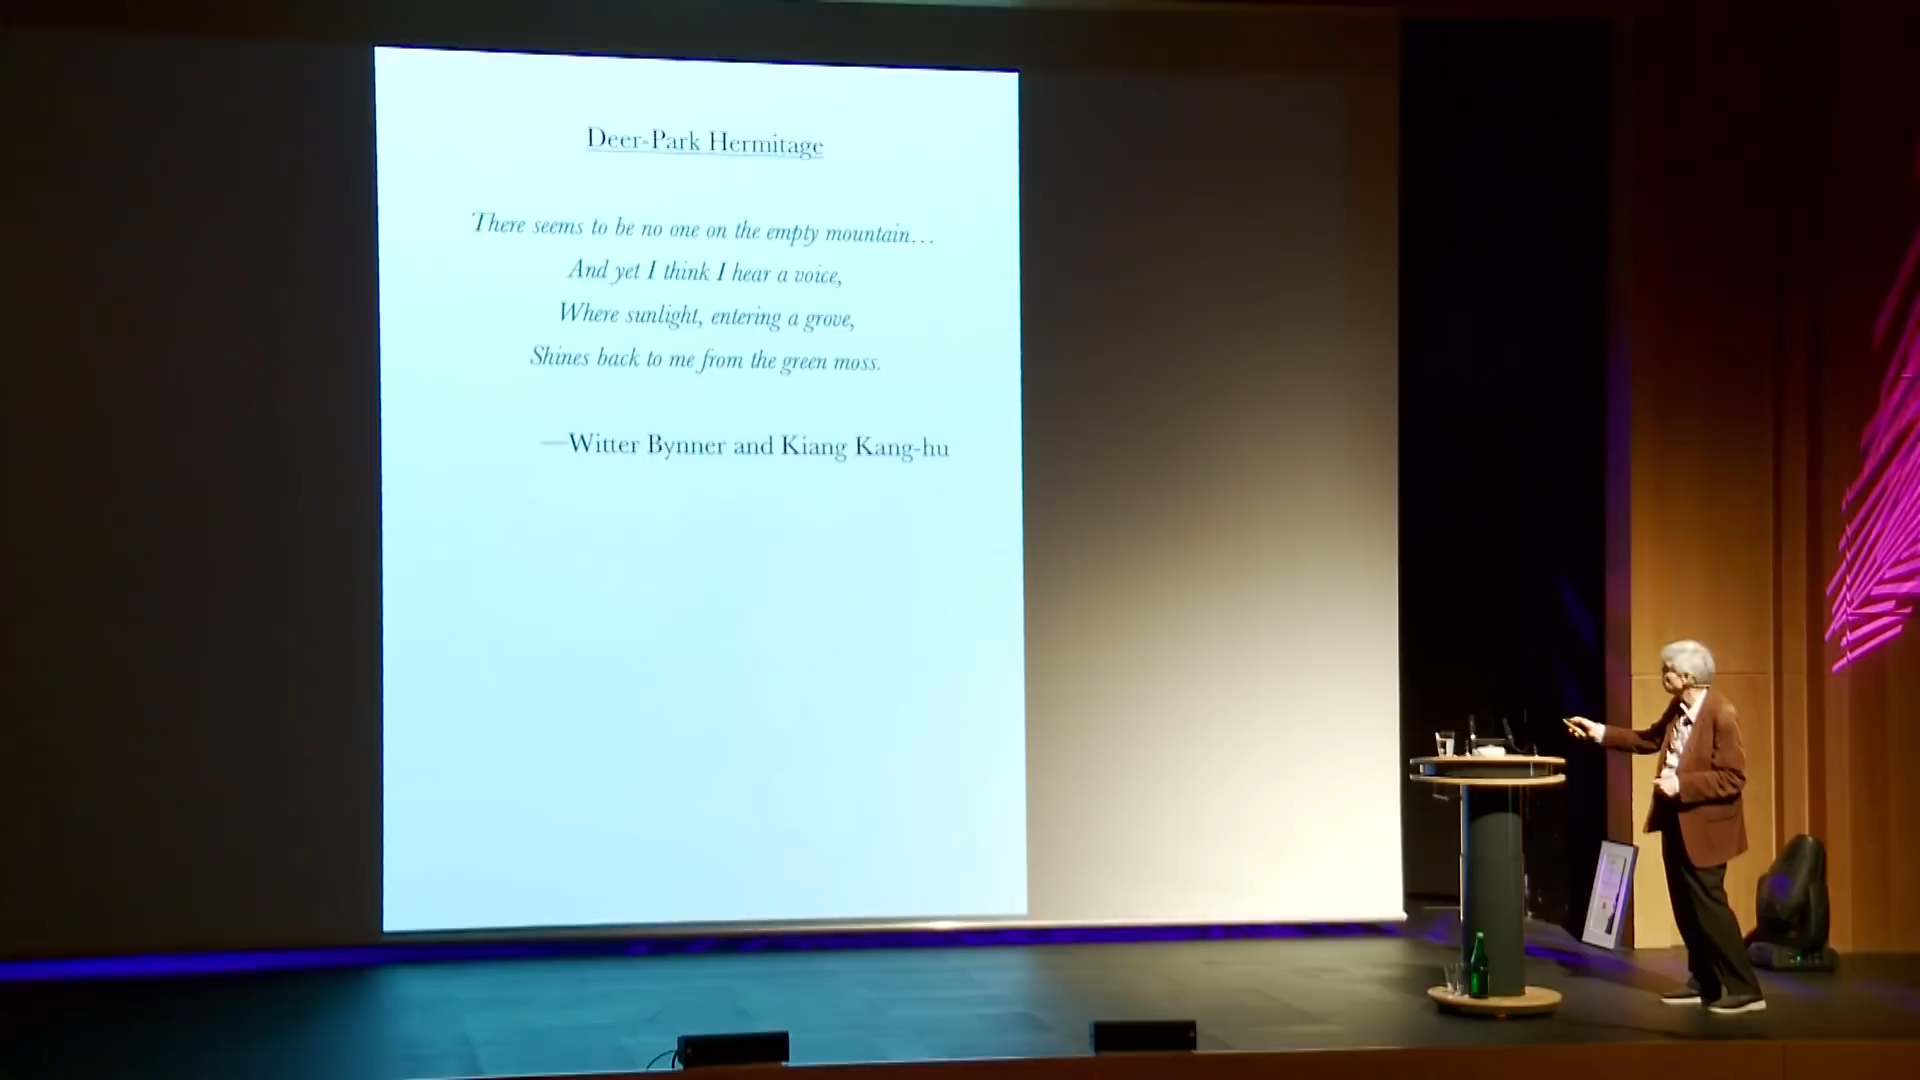 Deer-Park Hermitage
There seems to be no one on the empty mountain…
And yet I think I hear a voice,
Where sunlight, entering a grove,
Shines back to me from the green moss.
—Witter Bynner and Kiang Kang-hu